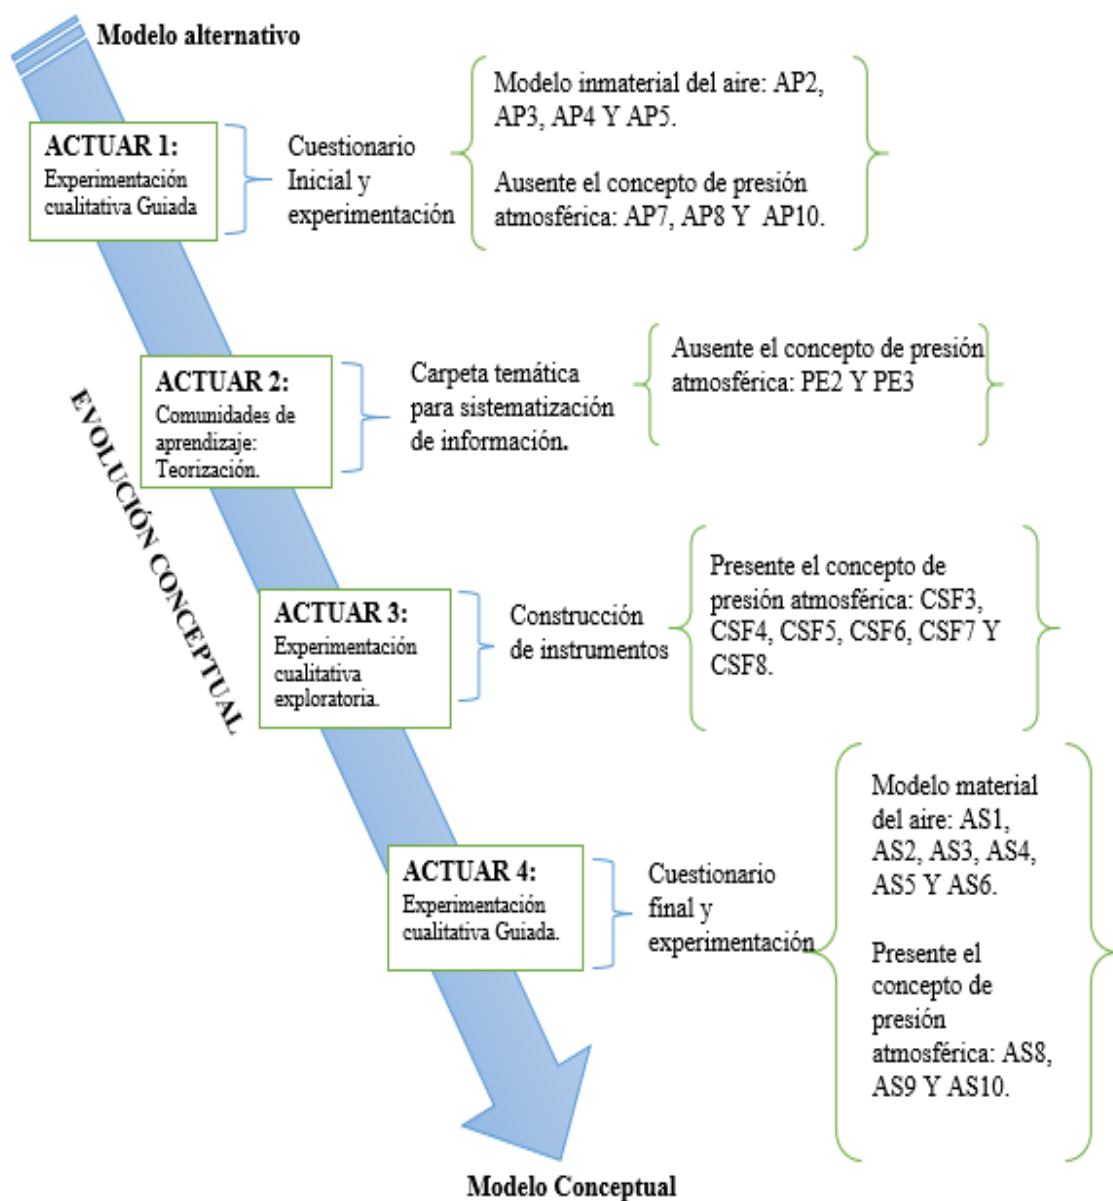 Modelo alternativo
ACTUAR 1:
Experimentación
cualitativa Guiada
Cuestionario
Inicial y
experimentación
Modelo inmaterial del aire: AP2,
AP3, AP4 Y AP5.
Ausente el concepto de presión
atmosférica: AP7, AP8 Y AP10.
EVOLUCIÓN CONCEPTUAL
ACTUAR 2:
Comunidades de
aprendizaje:
Teorización.
Carpeta temática
para sistematización
de información.
Ausente el concepto de presión
atmosférica: PE2 Y PE3
ACTUAR 3:
Experimentación
cualitativa
exploratoria.
Construcción
de instrumentos
Presente el concepto de
presión atmosférica: CSF3,
CSF4, CSF5, CSF6, CSF7 Y
CSF8.
ACTUAR 4:
Experimentación
cualitativa Guiada.
Cuestionario
final y
experimentación
Modelo material
del aire: AS1,
AS2, AS3, AS4,
AS5 Y AS6.
Presente el
concepto de
presión
atmosférica: AS8,
AS9 Y AS10.
Modelo Conceptual